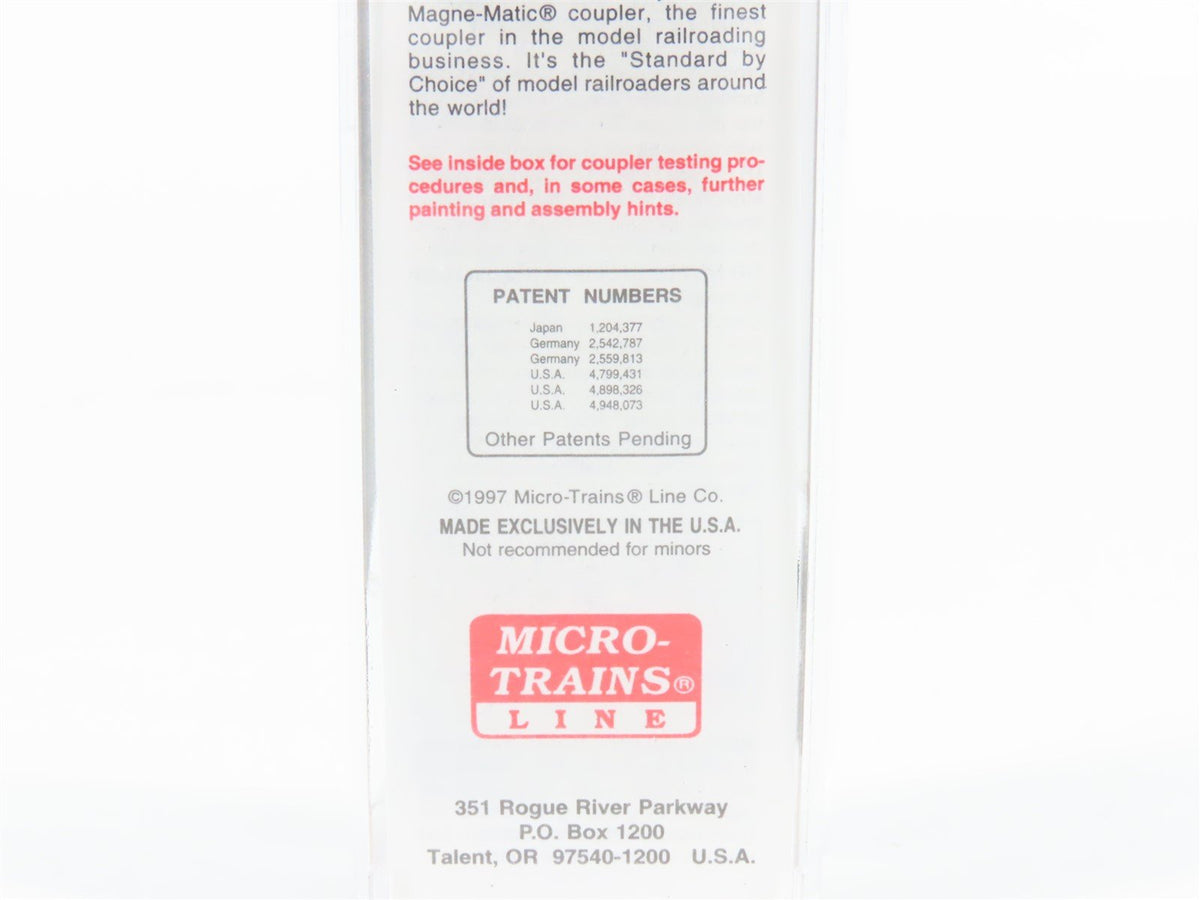 Magne-Matic® coupler, the finest
coupler in the model railroading
business. It's the "Standard by
Choice" of model railroaders around
the world!
See inside box for coupler testing pro-
cedures and, in some cases, further
painting and assembly hints.
PATENT NUMBERS
Japan 1,204,377
Germany 2,542,787
Germany 2,559,813
U.S.A. 4,799,431
U.S.A. 4,898,326
U.S.A. 4,948,073
Other Patents Pending
©1997 Micro-Trains® Line Co.
MADE EXCLUSIVELY IN THE U.S.A.
Not recommended for minors
MICRO-
TRAINS®
LINE
351 Rogue River Parkway
P.O. Box 1200
Talent, OR 97540-1200 U.S.A.